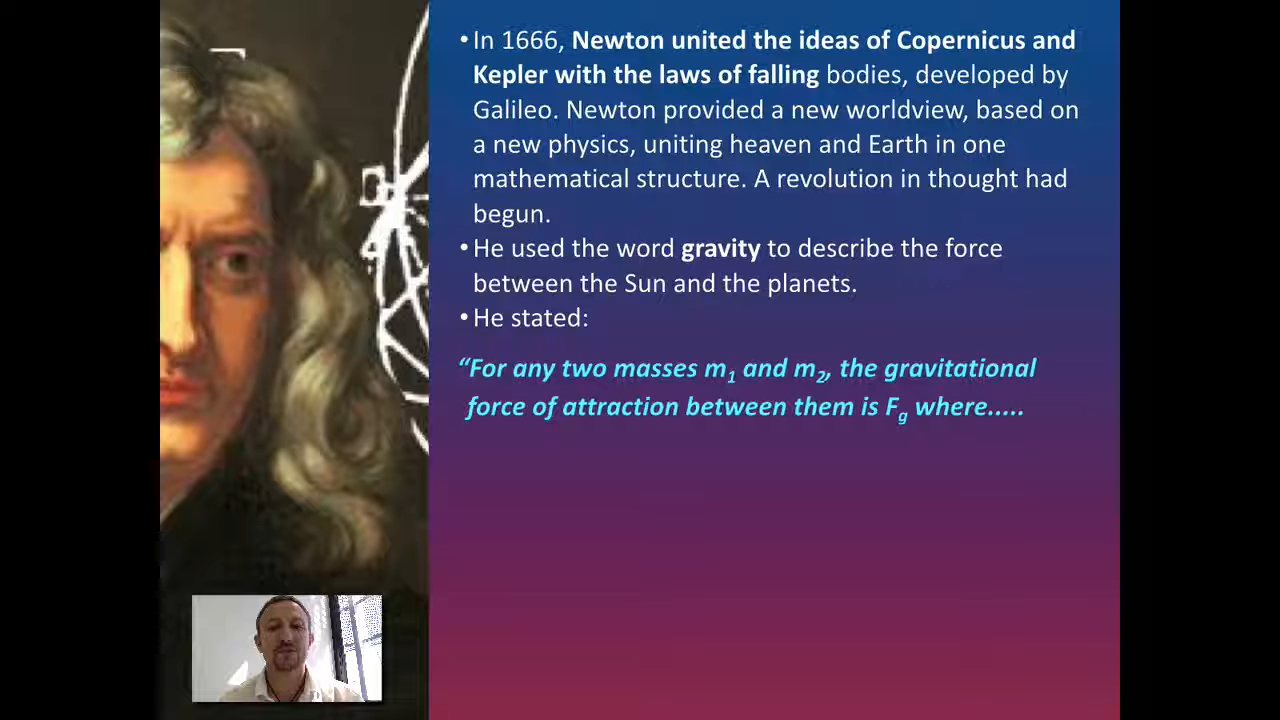 •In 1666, Newton united the ideas of Copernicus and
Kepler with the laws of falling bodies, developed by
Galileo. Newton provided a new worldview, based on
a new physics, uniting heaven and Earth in one
mathematical structure. A revolution in thought had
begun.
•He used the word gravity to describe the force
between the Sun and the planets.
•He stated:
“For any two masses m₁ and m₂, the gravitational
force of attraction between them is Fg where.....